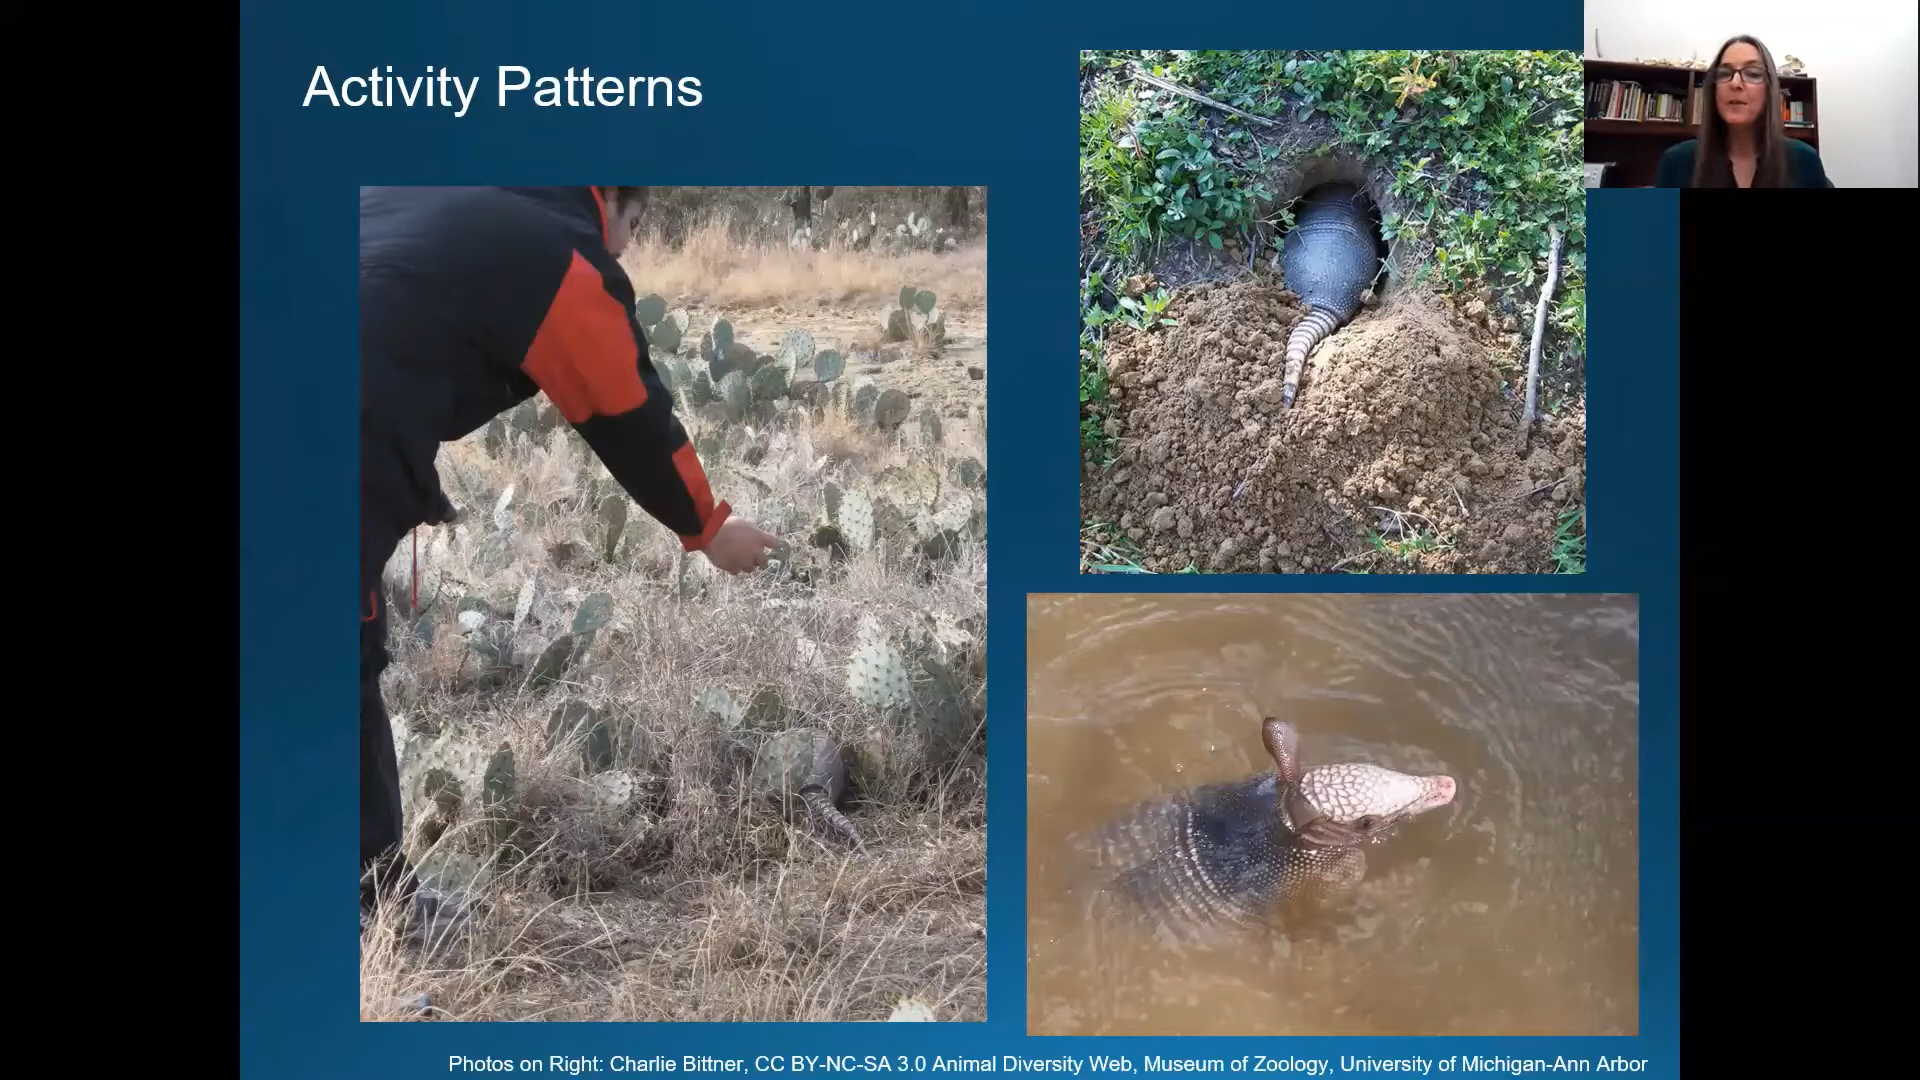 Activity Patterns
Photos on Right: Charlie Bittner, CC BY-NC-SA 3.0 Animal Diversity Web, Museum of Zoology, University of Michigan-Ann Arbor